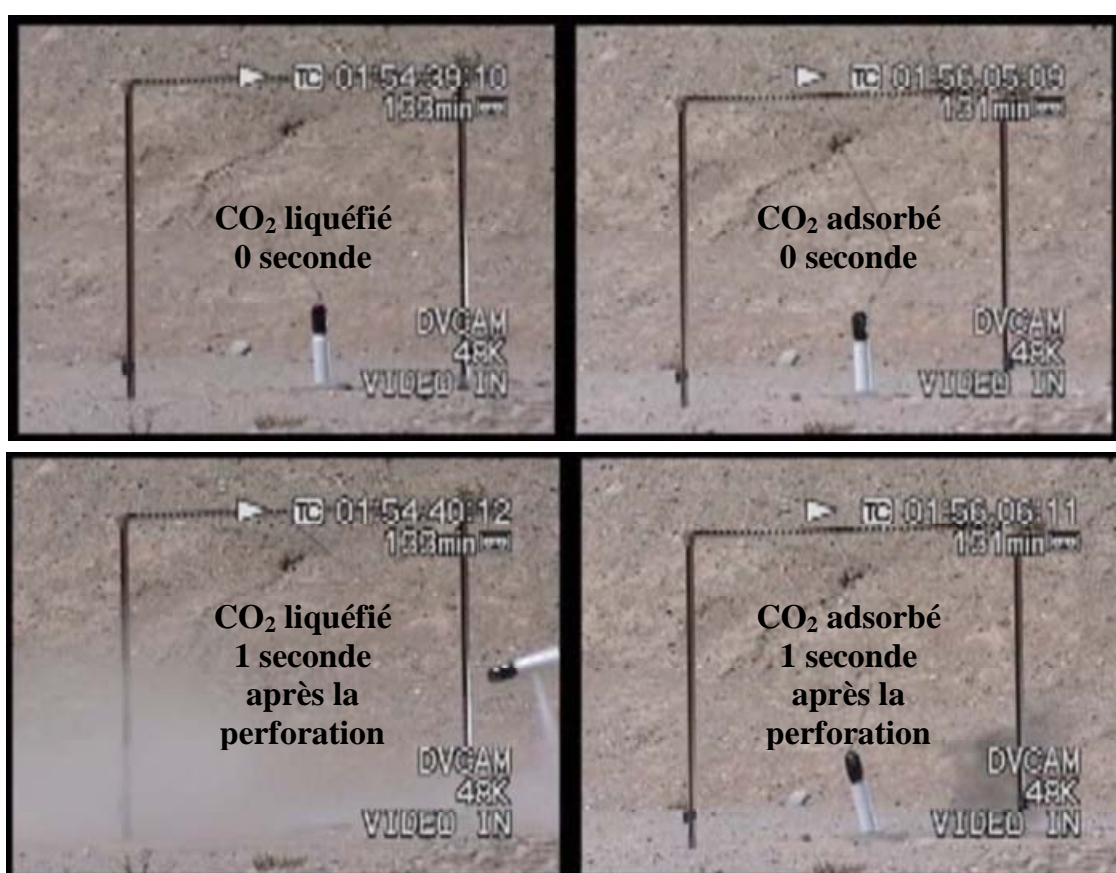 TC 01:54:39:10
133min
CO₂ liquéfié
0 seconde
DVCAM
48K
VIDEO IN
TC 01:56:05:09
131min
CO₂ adsorbé
0 seconde
DVCAM
48K
VIDEO IN
TC 01:54:40:12
133min
CO₂ liquéfié
1 seconde
après la
perforation
DVCAM
48K
VIDEO IN
TC 01:56:06:11
131min
CO₂ adsorbé
1 seconde
après la
perforation
DVCAM
48K
VIDEO IN